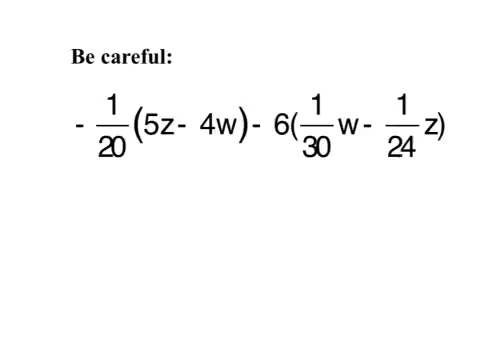 Be careful:
- 1/20 (5z - 4w) - 6(1/30 w - 1/24 z)